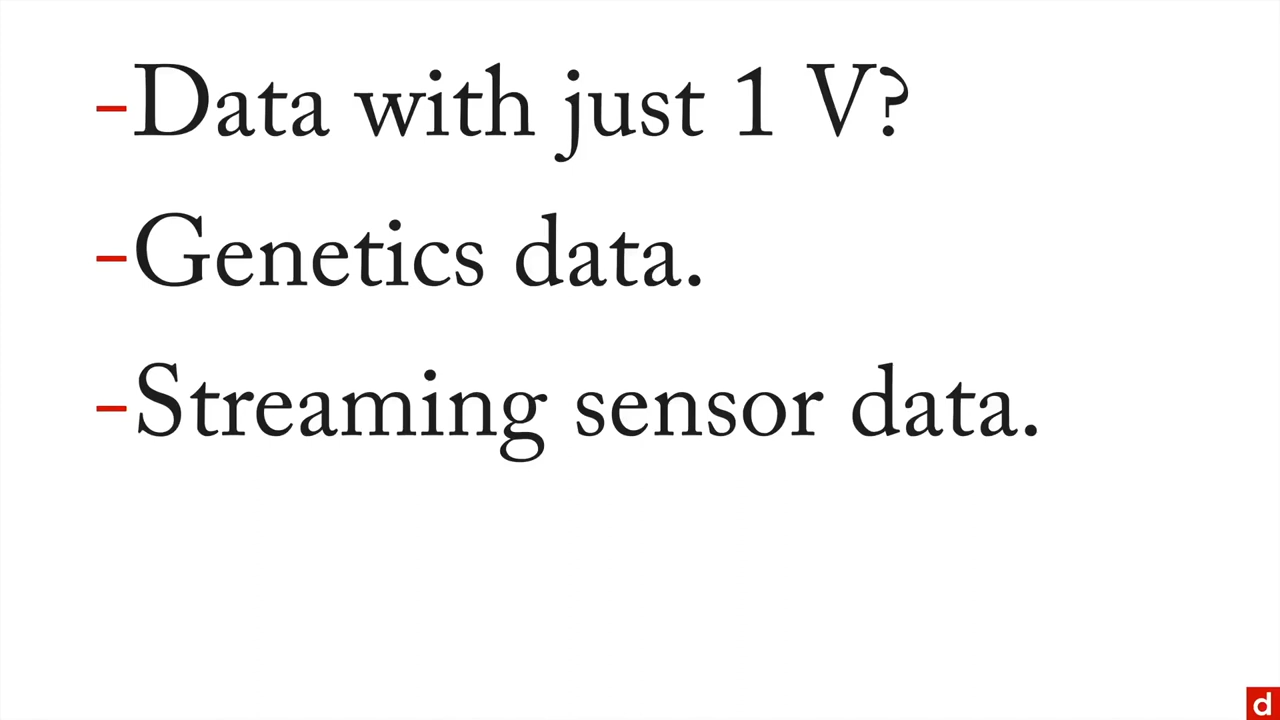 -Data with just 1 V?
-Genetics data.
-Streaming sensor data.
d